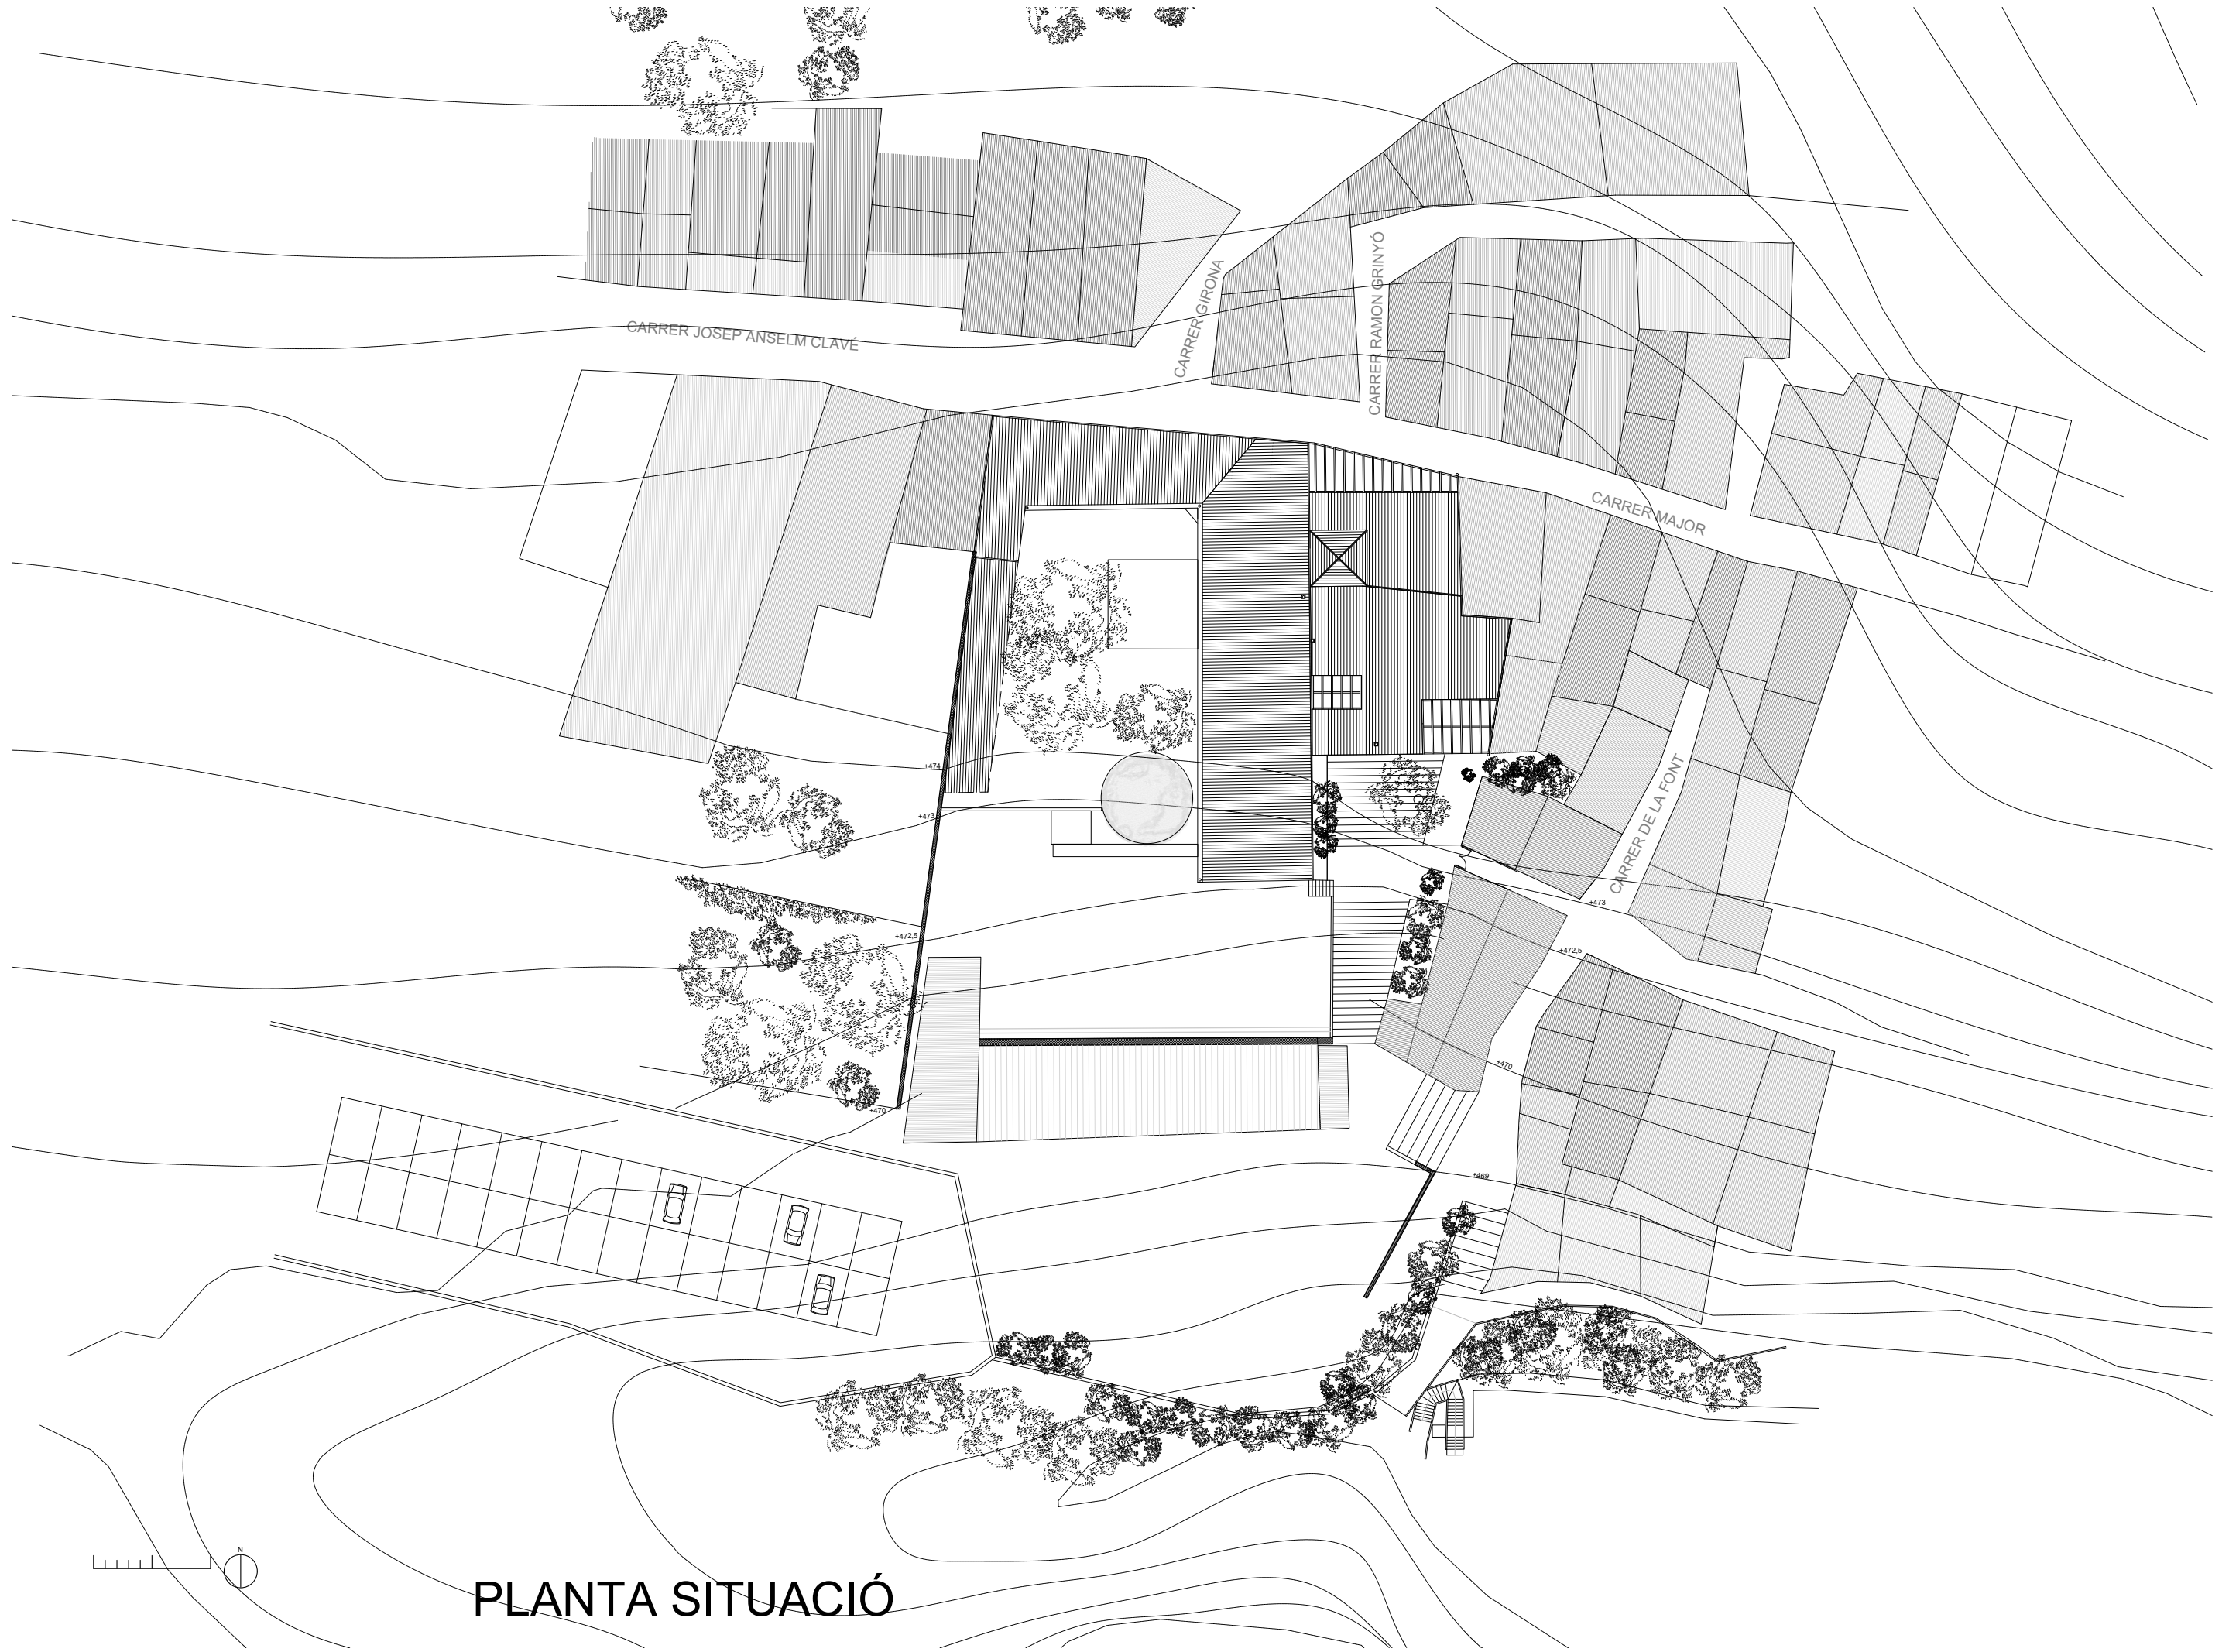 CARRER JOSEP ANSELM CLAVÉ
CARRER GIRONA
CARRER RAMON GRINYÓ
CARRER MAJOR
CARRER DE LA FONT
+474
+473
+473
+472,5
+472,5
+470
+470
+469
N
PLANTA SITUACIÓ